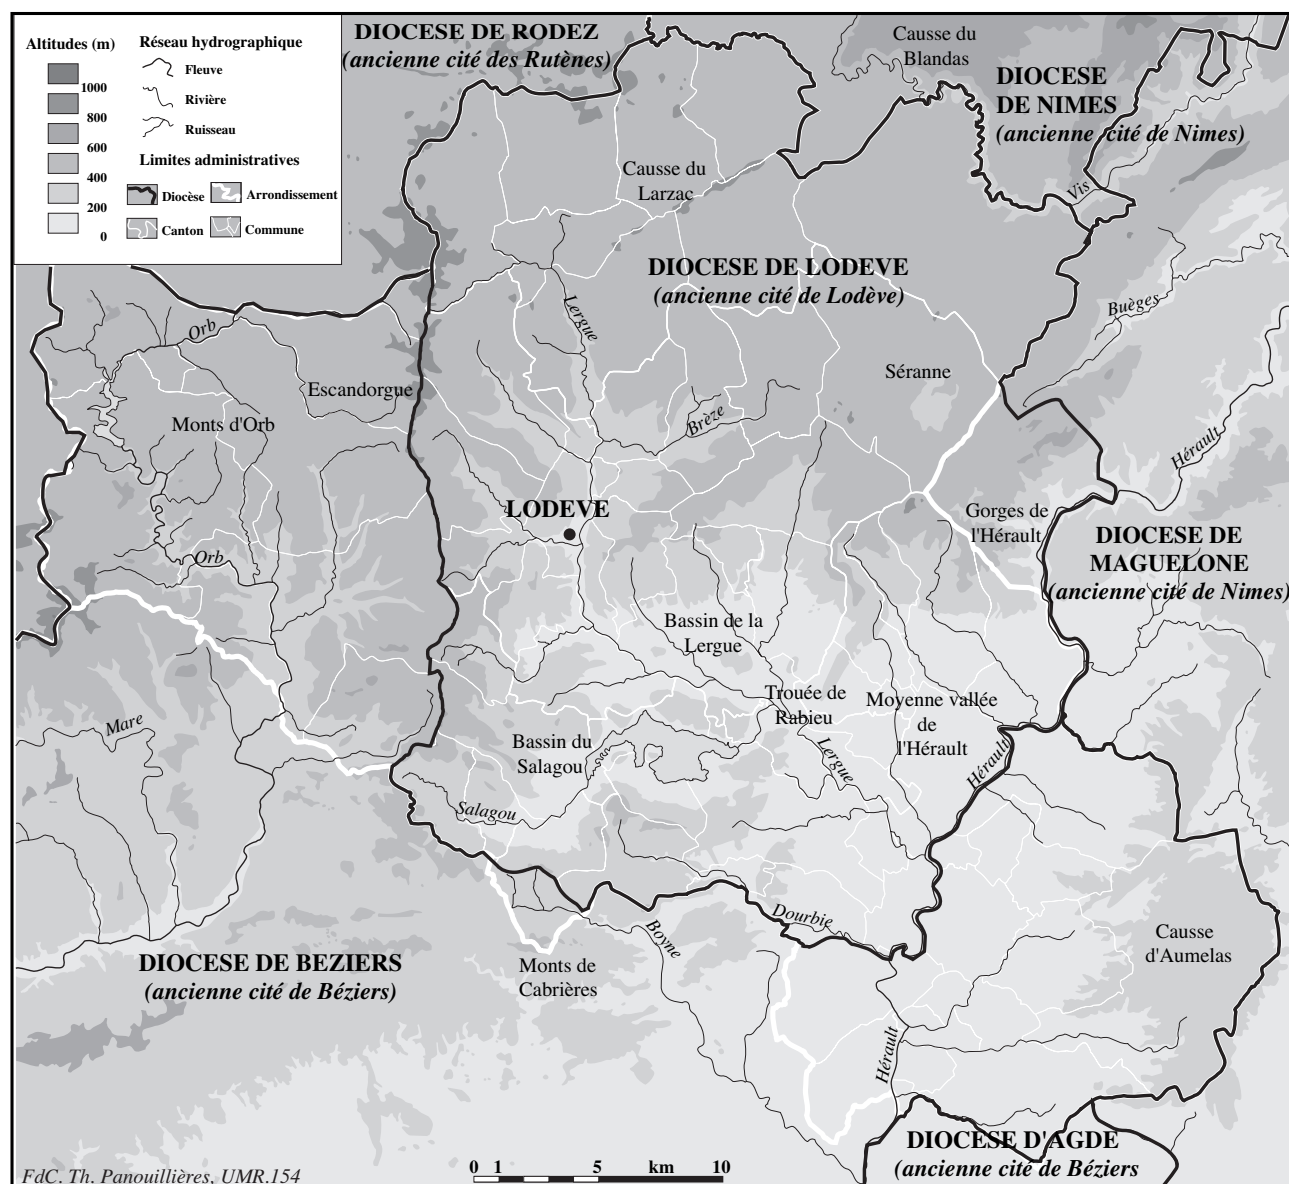 Altitudes (m)
1000
800
600
400
200
0
Réseau hydrographique
Fleuve
Rivière
Ruisseau
Limites administratives
Diocèse
Arrondissement
Canton
Commune
DIOCESE DE RODEZ
(ancienne cité des Rutènes)
Causse du
Blandas
DIOCESE
DE NIMES
(ancienne cité de Nimes)
Causse du
Larzac
Vis
DIOCESE DE LODEVE
(ancienne cité de Lodève)
Lergue
Buèges
Orb
Escandorgue
Séranne
Monts d'Orb
Brèze
Hérault
LODEVE
Gorges de
l'Hérault
DIOCESE DE
MAGUELONE
(ancienne cité de Nimes)
Orb
Bassin de la
Lergue
Trouée de
Rabieu
Moyenne vallée
de
l'Hérault
Mare
Bassin du
Salagou
Lergue
Hérault
Salagou
Dourbie
Boyne
Causse
d'Aumelas
DIOCESE DE BEZIERS
(ancienne cité de Béziers)
Monts de
Cabrières
Hérault
DIOCESE D'AGDE
(ancienne cité de Béziers
FdC. Th. Panouillières, UMR.154
0 1 5 km 10